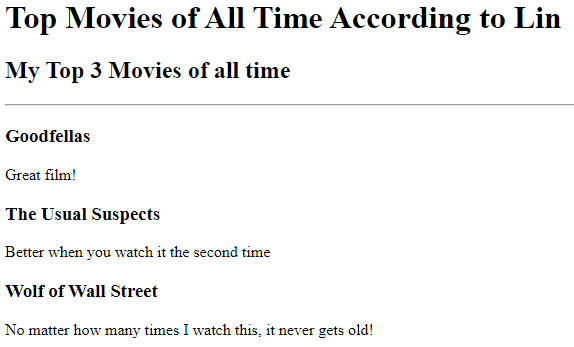 Top Movies of All Time According to Lin
My Top 3 Movies of all time
Goodfellas
Great film!
The Usual Suspects
Better when you watch it the second time
Wolf of Wall Street
No matter how many times I watch this, it never gets old!